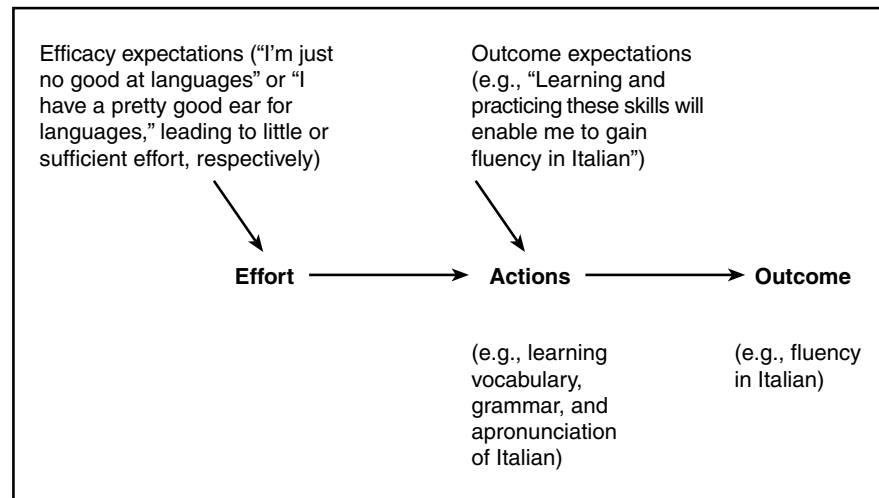 Efficacy expectations (“I’m just
no good at languages” or “I
have a pretty good ear for
languages,” leading to little or
sufficient effort, respectively)
Outcome expectations
(e.g., “Learning and
practicing these skills will
enable me to gain
fluency in Italian”)
Effort
Actions
Outcome
(e.g., learning
vocabulary,
grammar, and
apronunciation
of Italian)
(e.g., fluency
in Italian)